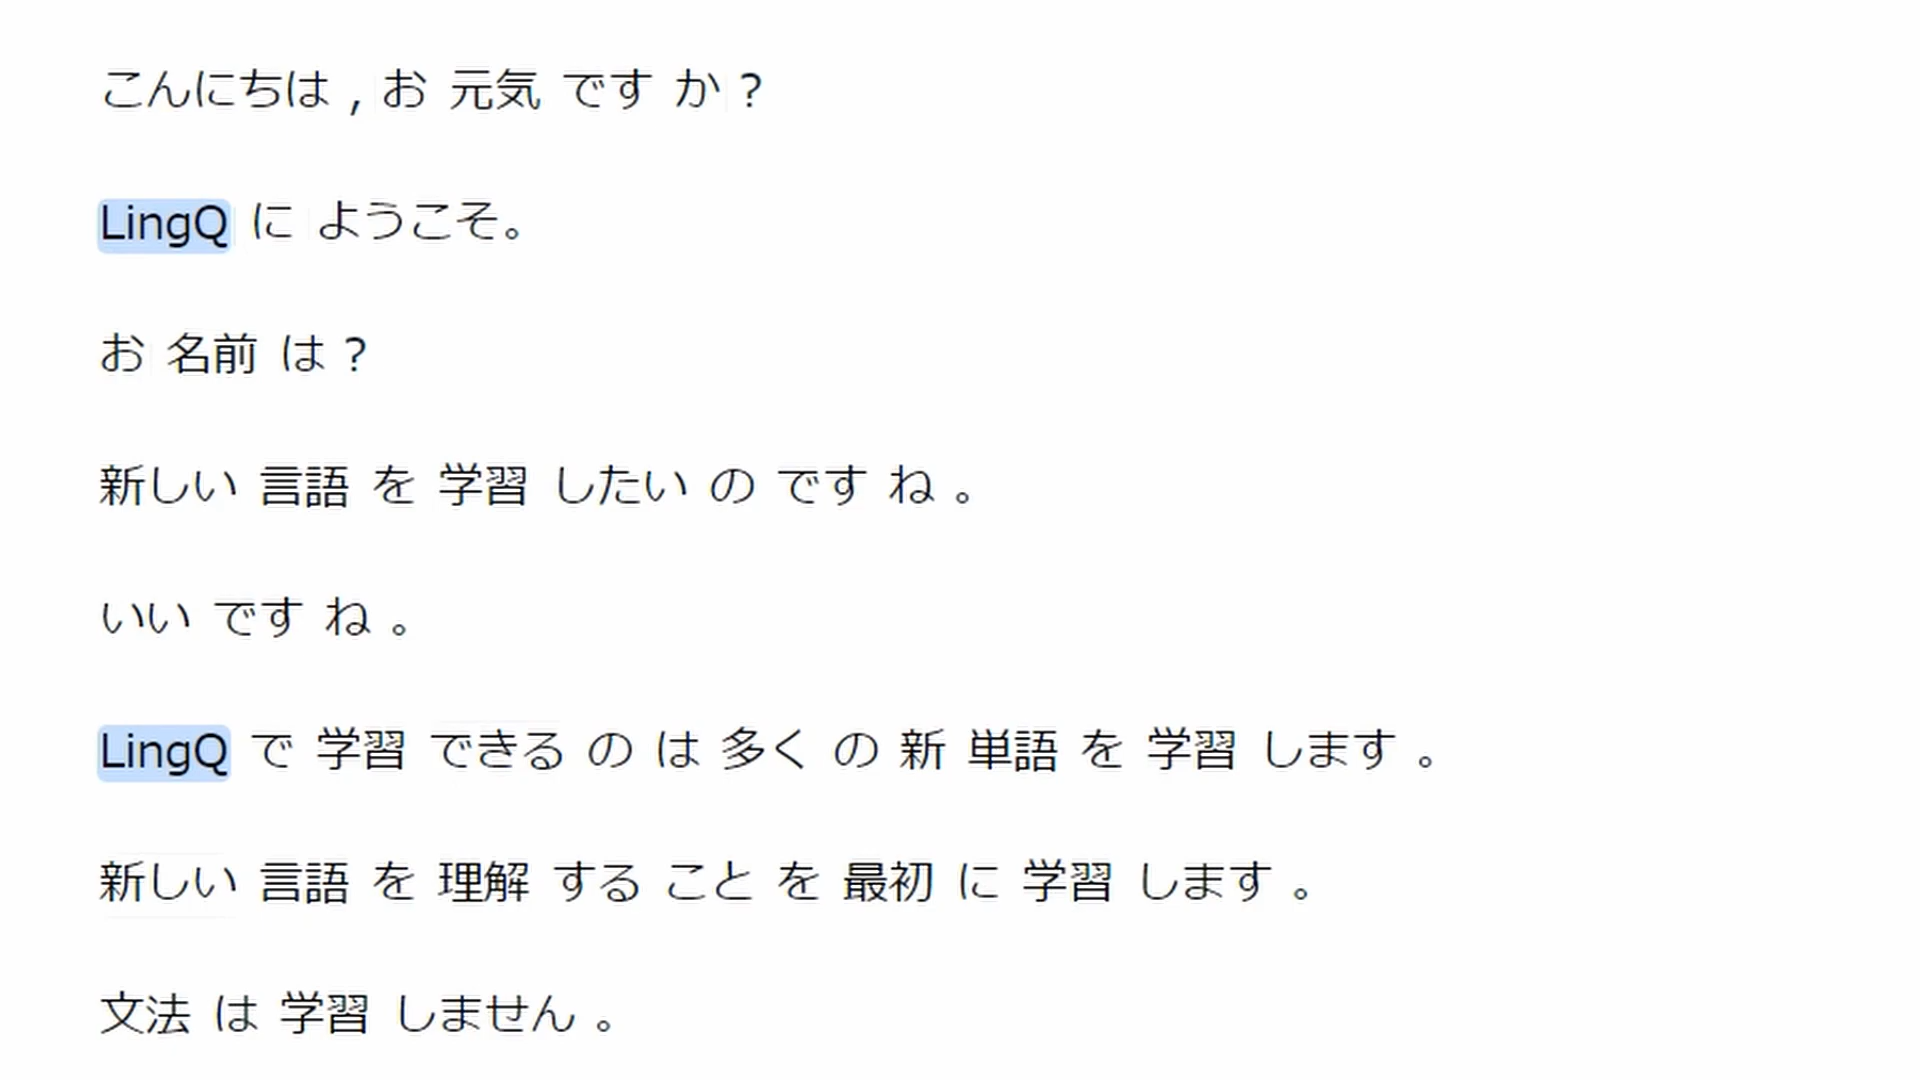 こんにちは , お 元気 です か ?
LingQ に ようこそ。
お 名前 は ?
新しい 言語 を 学習 したい の です ね 。
いい です ね 。
LingQ で 学習 できる の は 多く の 新 単語 を 学習 します 。
新しい 言語 を 理解 する こと を 最初 に 学習 します 。
文法 は 学習 しません 。